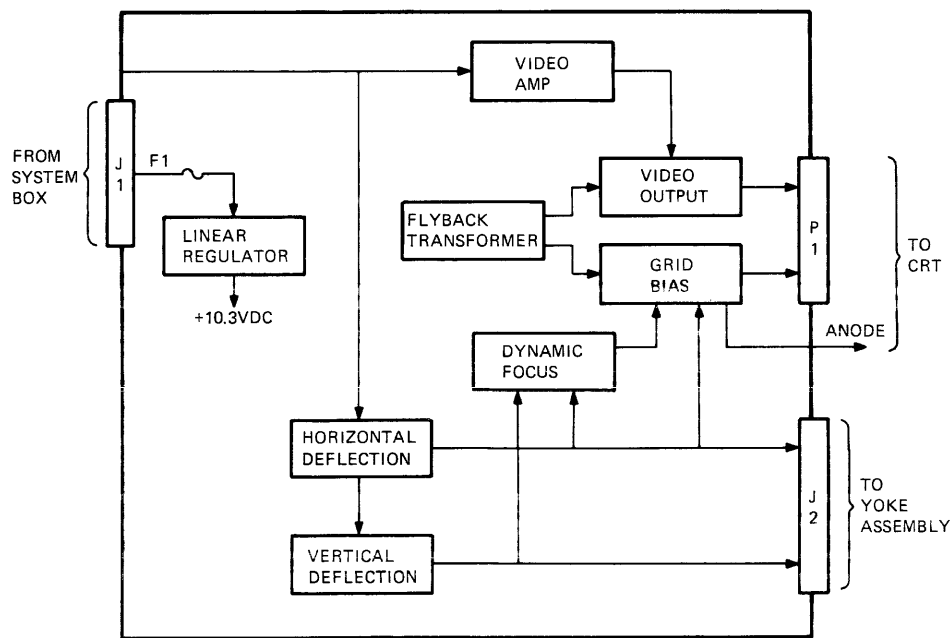 VIDEO
AMP
FROM
SYSTEM
BOX
J
1
F1
LINEAR
REGULATOR
+10.3VDC
FLYBACK
TRANSFORMER
VIDEO
OUTPUT
GRID
BIAS
P
1
TO
CRT
ANODE
DYNAMIC
FOCUS
HORIZONTAL
DEFLECTION
VERTICAL
DEFLECTION
J
2
TO
YOKE
ASSEMBLY